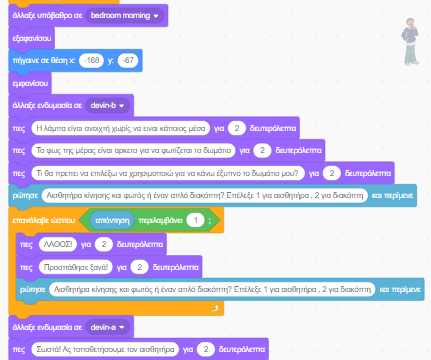 άλλαξε υπόβαθρο σε bedroom morning
εξαφανίσου
πήγαινε σε θέση x: -168 y: -67
εμφανίσου
άλλαξε ενδυμασία σε devin-b
πες Η λάμπα είναι ανοιχτή χωρίς να ειναι κάποιος μέσα για 2 δευτερόλεπτα
πες Το φως της μέρας είναι αρκετο για να φωτίζεται το δωμάτιο για 2 δευτερόλεπτα
πες Τι θα πρεπει να επιλέξω να χρησιμοποιώ για να κάνω έξυπνο το δωμάτιο μου? για 2 δευτερόλεπτα
ρώτησε Αισθητήρα κίνησης και φωτός ή έναν απλό διακόπτη? Επέλεξε 1 για αισθητήρα , 2 για διακόπτη και περίμενε
επανάλαβε ώσπου απάντηση περιλαμβάνει 1 ;
πες ΛΑΘΟΣ! για 2 δευτερόλεπτα
πες Προσπάθησε ξανά! για 2 δευτερόλεπτα
ρώτησε Αισθητήρα κίνησης και φωτός ή έναν απλό διακόπτη? Επέλεξε 1 για αισθητήρα , 2 για διακόπτη και περίμενε
άλλαξε ενδυμασία σε devin-a
πες Σωστά! Ας τοποθετήσουμε τον αισθητήρα για 2 δευτερόλεπτα